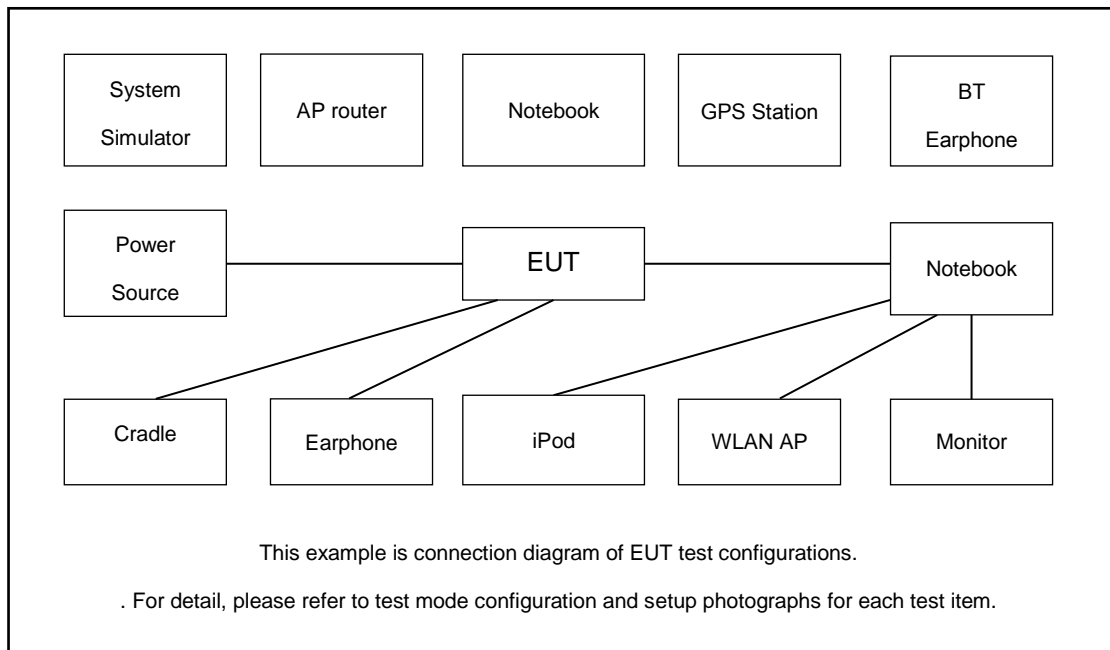 System
Simulator
AP router
Notebook
GPS Station
BT
Earphone
Power
Source
EUT
Notebook
Cradle
Earphone
iPod
WLAN AP
Monitor
This example is connection diagram of EUT test configurations.
. For detail, please refer to test mode configuration and setup photographs for each test item.